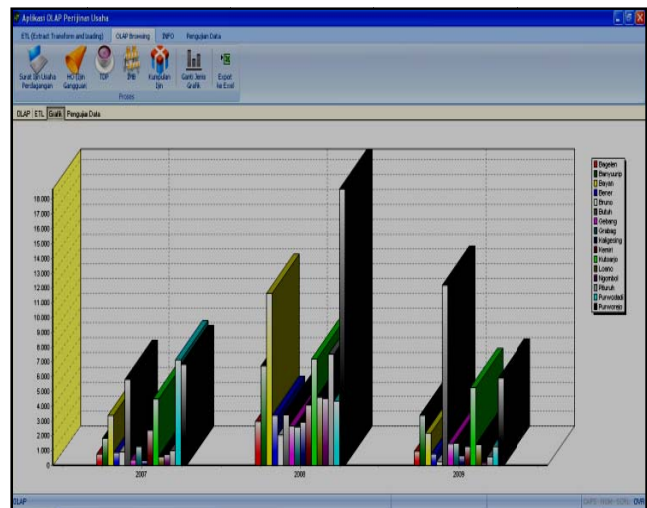 Aplikasi OLAP Perijinan Usaha
ETL (Extract Transform and loading) OLAP Browsing INFO Pengujian Data
Surat Ijin Usaha Perdagangan
HO (Ijin Gangguan
TDP
IMB
Kumpulan Ijin
Ganti Jenis Grafik
Export ke Excel
Proses
OLAP ETL Grafik Pengujian Data
18.000
17.000
16.000
15.000
14.000
13.000
12.000
11.000
10.000
9.000
8.000
7.000
6.000
5.000
4.000
3.000
2.000
1.000
0
2007 2008 2009
Bagelen
Banyuurip
Bayan
Bener
Bruno
Butuh
Gebang
Grabag
Kaligesing
Kemiri
Kutoarjo
Loano
Ngombol
Pituruh
Purwodadi
Purworejo
OLAP CAPS NUM SCRL OVR